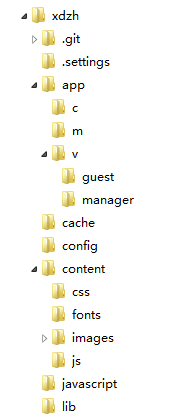 xdzh
.git
.settings
app
c
m
v
guest
manager
cache
config
content
css
fonts
images
js
javascript
lib